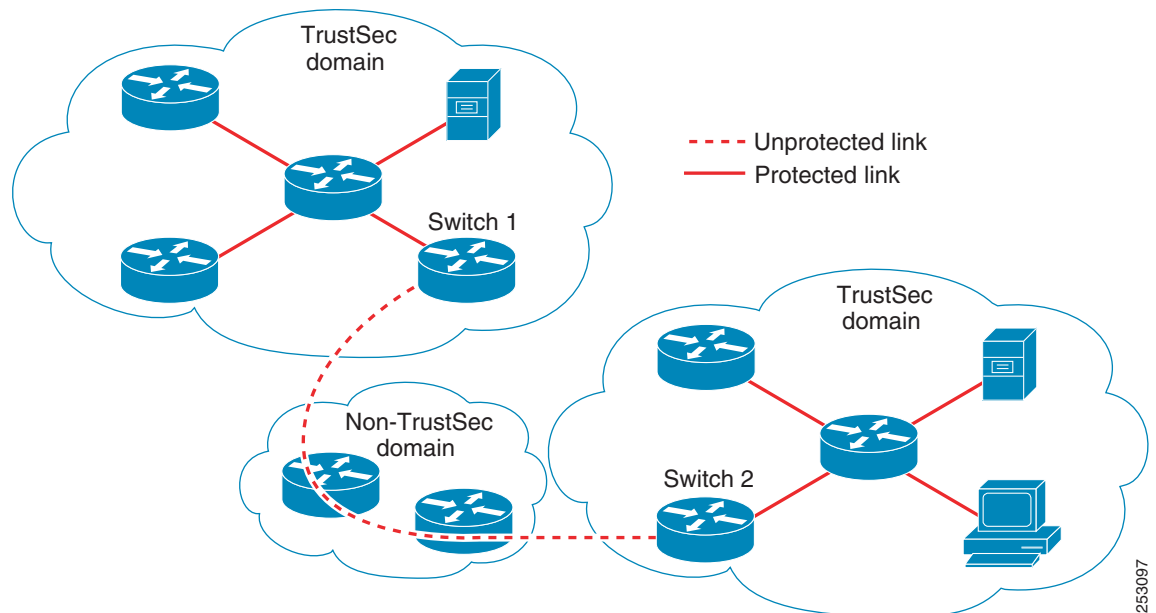 TrustSec
domain
Unprotected link
Protected link
Switch 1
TrustSec
domain
Non-TrustSec
domain
Switch 2
253097